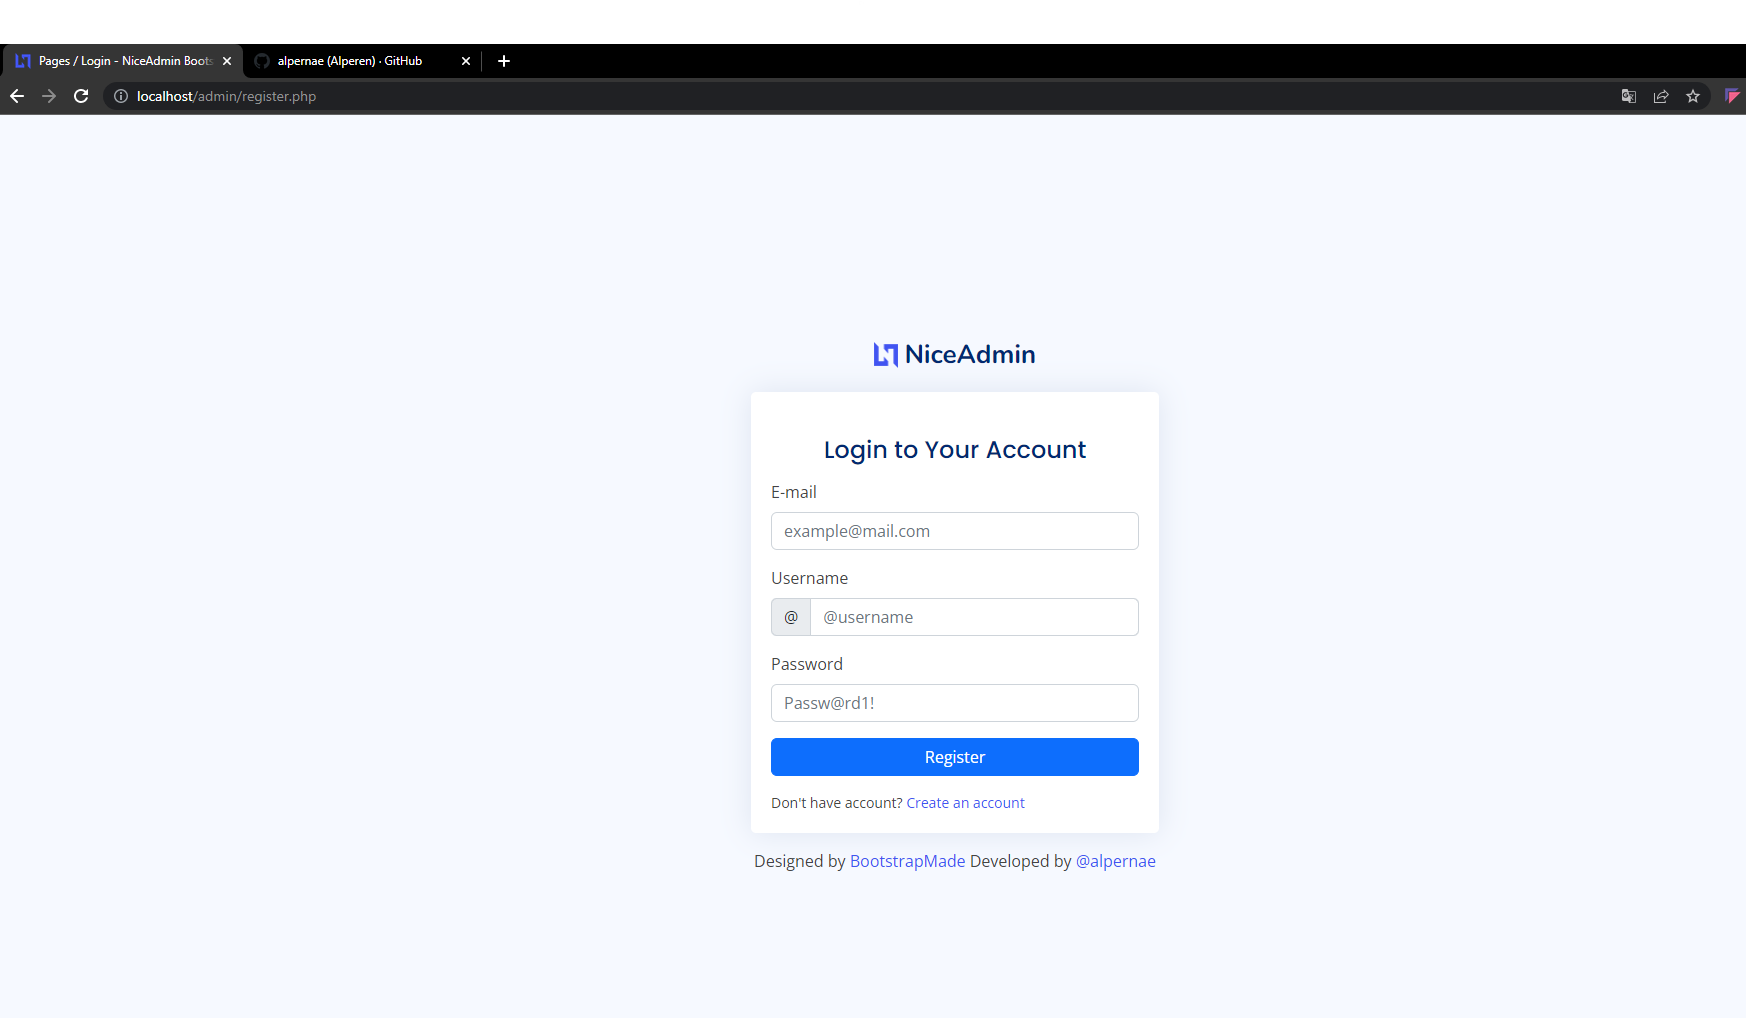 Pages / Login - NiceAdmin Boots
alpernae (Alperen) · GitHub
localhost/admin/register.php
NiceAdmin
Login to Your Account
E-mail
example@mail.com
Username
@ @username
Password
Passw@rd1!
Register
Don't have account? Create an account
Designed by BootstrapMade Developed by @alpernae